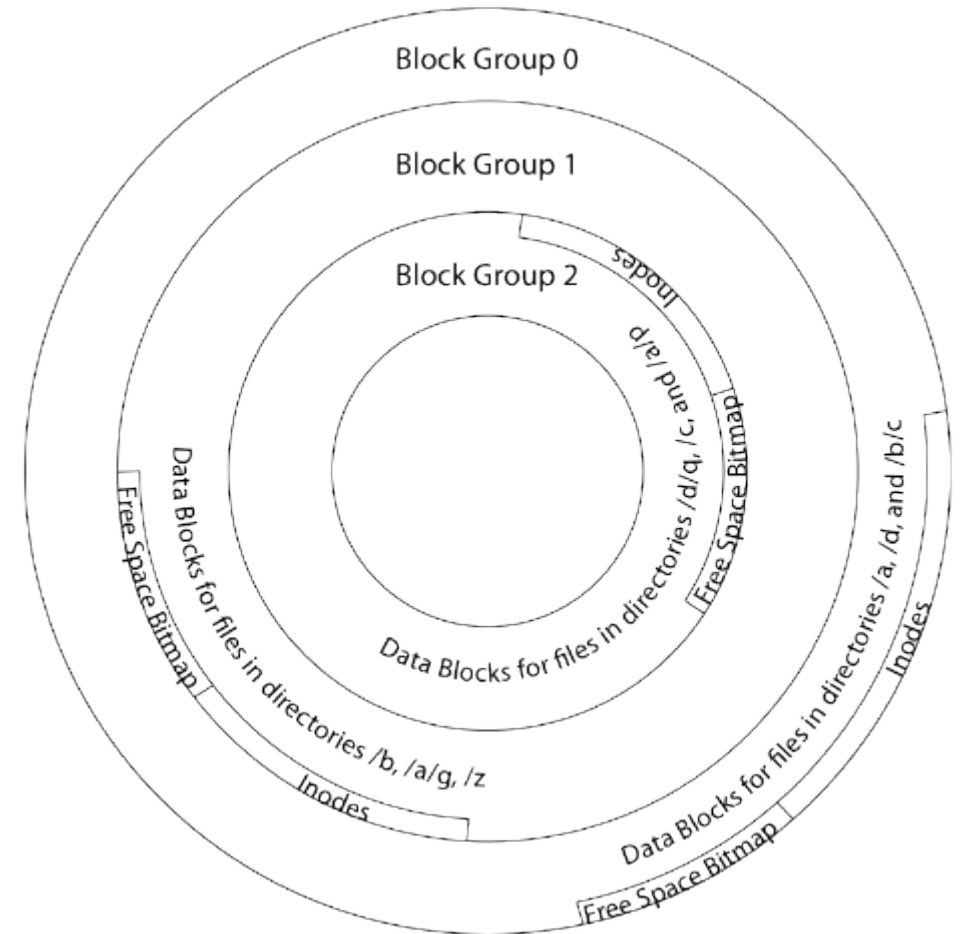 Block Group 0
Block Group 1
Block Group 2
Inodes
Free Space Bitmap
Data Blocks for files in directories /d/q, /c, and /a/p
Data Blocks for files in directories /b, /a/g, /z
Free Space Bitmap
Inodes
Data Blocks for files in directories /a, /d, and /b/c
Inodes
Free Space Bitmap